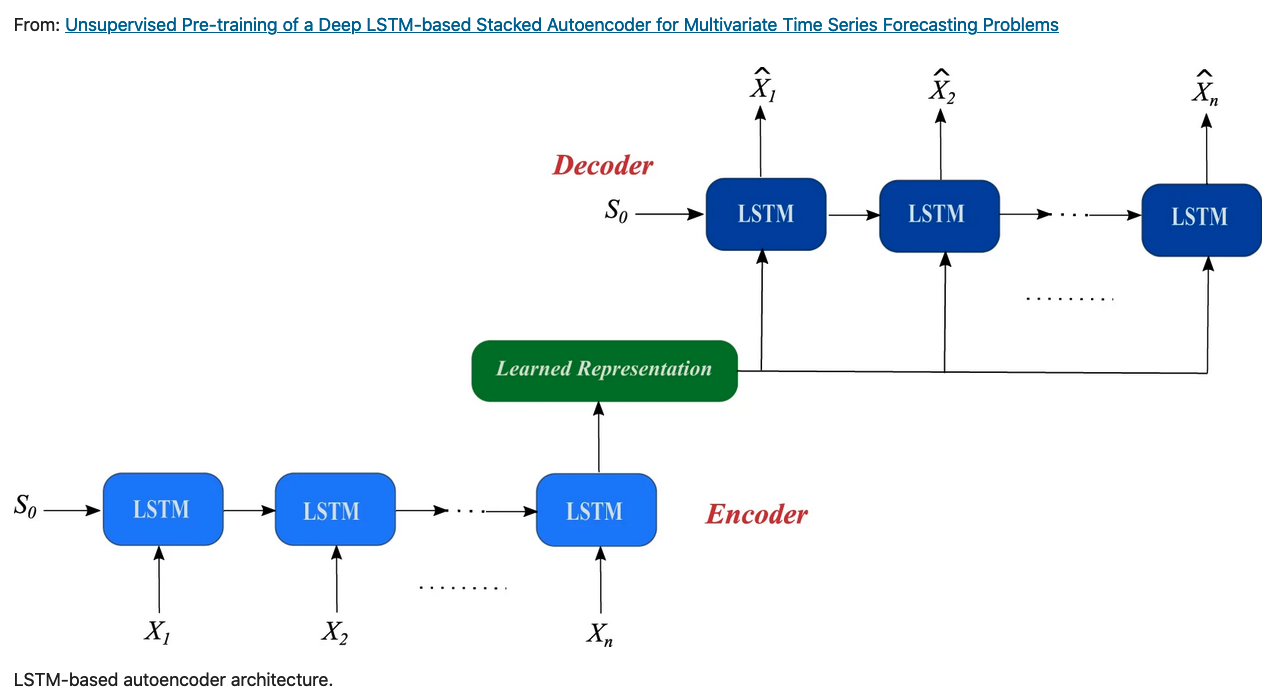 From: Unsupervised Pre-training of a Deep LSTM-based Stacked Autoencoder for Multivariate Time Series Forecasting Problems
X̂1 X̂2 X̂n
Decoder
S0 LSTM LSTM . . . LSTM
.........
Learned Representation
S0 LSTM LSTM . . . LSTM Encoder
.........
X1 X2 Xn
LSTM-based autoencoder architecture.